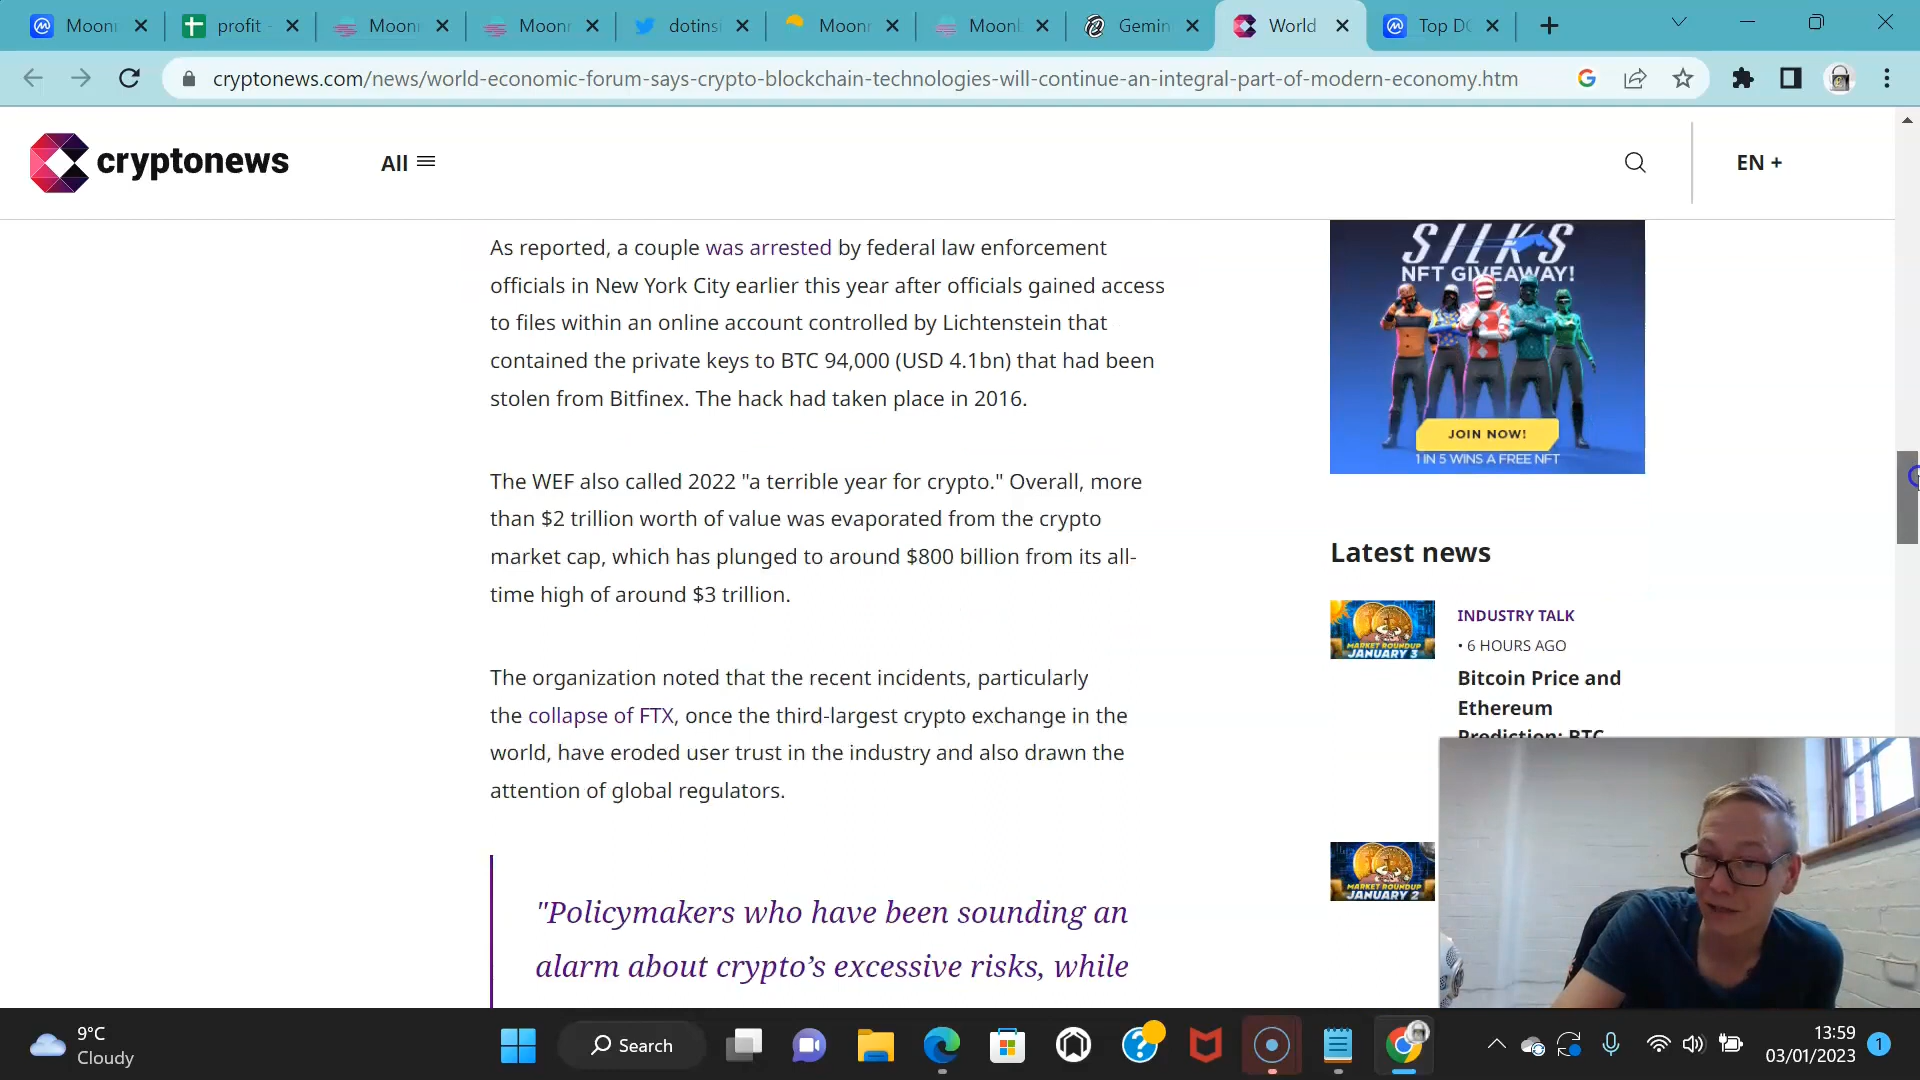 Moonr
profit -
Moonr
Moonr
dotinsi
Moonr
Moonb
Gemin
World
Top DO
cryptonews.com/news/world-economic-forum-says-crypto-blockchain-technologies-will-continue-an-integral-part-of-modern-economy.htm
cryptonews
All
EN +
As reported, a couple was arrested by federal law enforcement
officials in New York City earlier this year after officials gained access
to files within an online account controlled by Lichtenstein that
contained the private keys to BTC 94,000 (USD 4.1bn) that had been
stolen from Bitfinex. The hack had taken place in 2016.
The WEF also called 2022 "a terrible year for crypto." Overall, more
than $2 trillion worth of value was evaporated from the crypto
market cap, which has plunged to around $800 billion from its all-
time high of around $3 trillion.
The organization noted that the recent incidents, particularly
the collapse of FTX, once the third-largest crypto exchange in the
world, have eroded user trust in the industry and also drawn the
attention of global regulators.
"Policymakers who have been sounding an
alarm about crypto's excessive risks, while
SILKS
NFT GIVEAWAY!
JOIN NOW!
1 IN 5 WINS A FREE NFT
Latest news
MARKET ROUNDUP
JANUARY 3
INDUSTRY TALK
• 6 HOURS AGO
Bitcoin Price and
Ethereum
Prediction: BTC
MARKET ROUNDUP
JANUARY 2
9°C
Cloudy
Search
13:59
03/01/2023
1